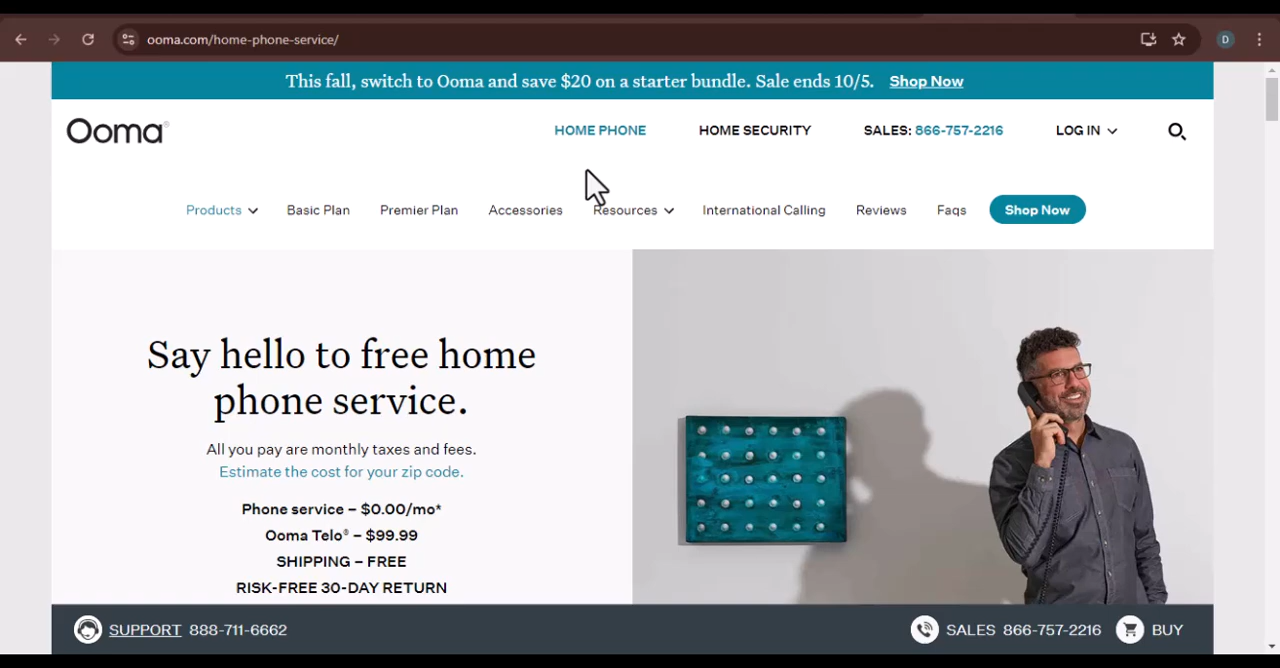 ooma.com/home-phone-service/
D
This fall, switch to Ooma and save $20 on a starter bundle. Sale ends 10/5. Shop Now
Ooma®
HOME PHONE HOME SECURITY SALES: 866-757-2216 LOG IN
Products Basic Plan Premier Plan Accessories Resources International Calling Reviews Faqs Shop Now
Say hello to free home
phone service.
All you pay are monthly taxes and fees.
Estimate the cost for your zip code.
Phone service – $0.00/mo*
Ooma Telo® – $99.99
SHIPPING – FREE
RISK-FREE 30-DAY RETURN
SUPPORT 888-711-6662 SALES 866-757-2216 BUY